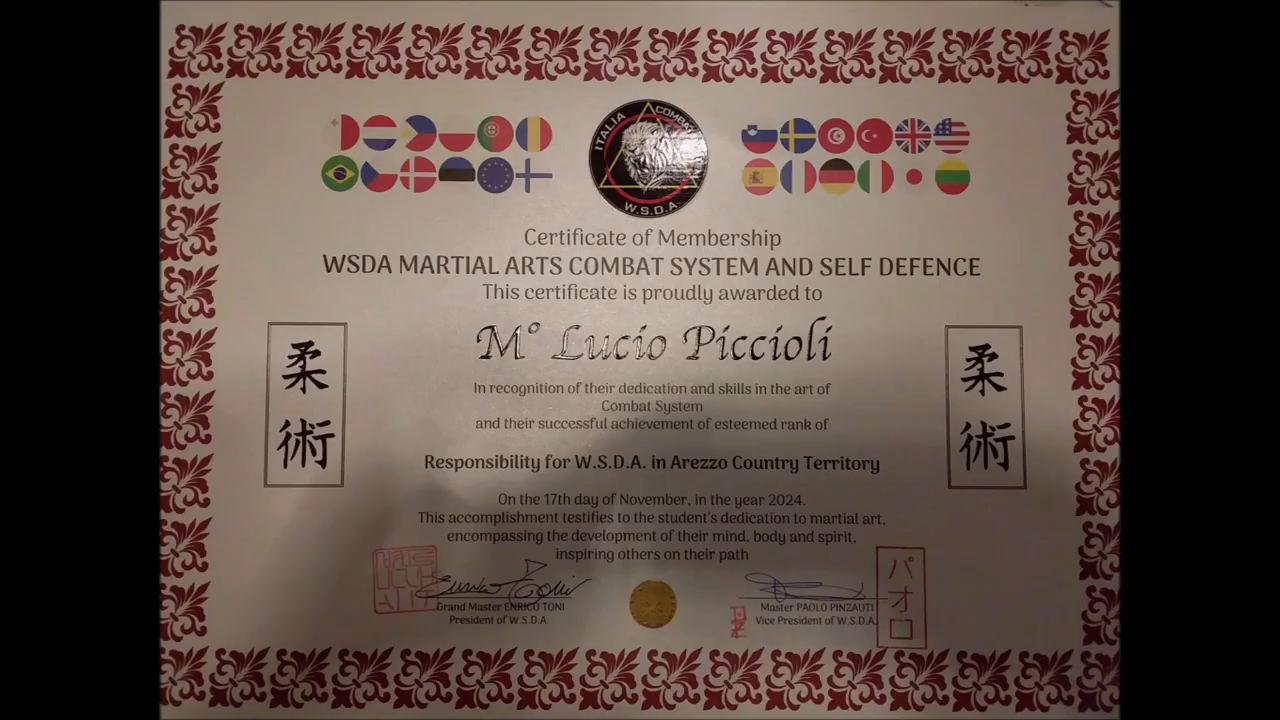 ITALIA COMBAT
W.S.D.A.
Certificate of Membership
WSDA MARTIAL ARTS COMBAT SYSTEM AND SELF DEFENCE
This certificate is proudly awarded to
M° Lucio Piccioli
柔術
柔術
In recognition of their dedication and skills in the art of
Combat System
and their successful achievement of esteemed rank of
Responsibility for W.S.D.A. in Arezzo Country Territory
On the 17th day of November, in the year 2024.
This accomplishment testifies to the student's dedication to martial art,
encompassing the development of their mind, body and spirit,
inspiring others on their path
Grand Master ENRICO TONI
President of W.S.D.A.
Master PAOLO PINZAUTI
Vice President of W.S.D.A.
パオロ